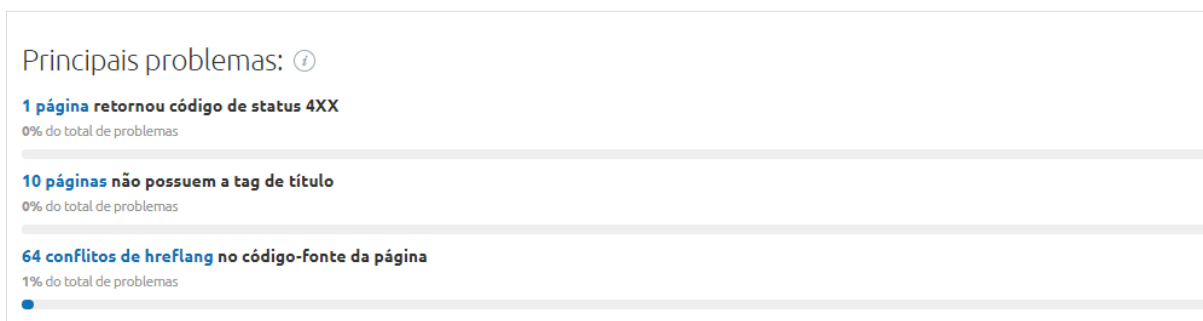 Principais problemas: i
1 página retornou código de status 4XX
0% do total de problemas
10 páginas não possuem a tag de título
0% do total de problemas
64 conflitos de hreflang no código-fonte da página
1% do total de problemas